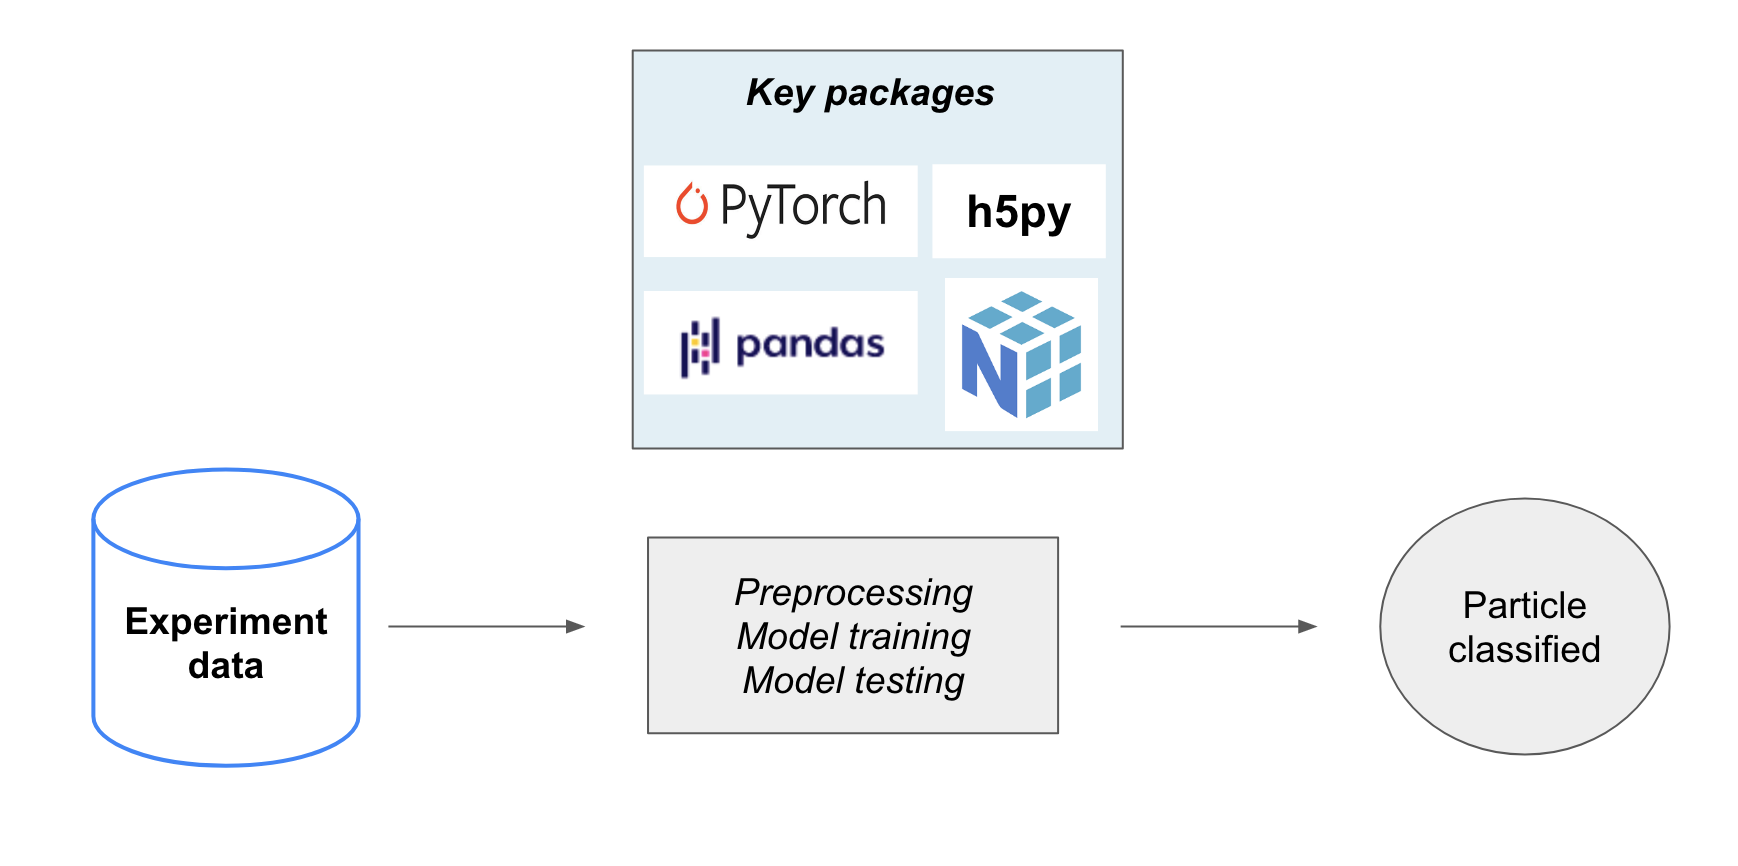 Key packages
PyTorch
h5py
pandas
N
Experiment
data
Preprocessing
Model training
Model testing
Particle
classified